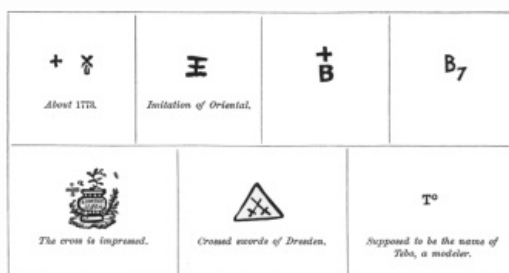 About 1773.
Imitation of Oriental.
+
B
B7
The cross is impressed.
Crossed swords of Dresden.
To
Supposed to be the name of
Tebo, a modeler.